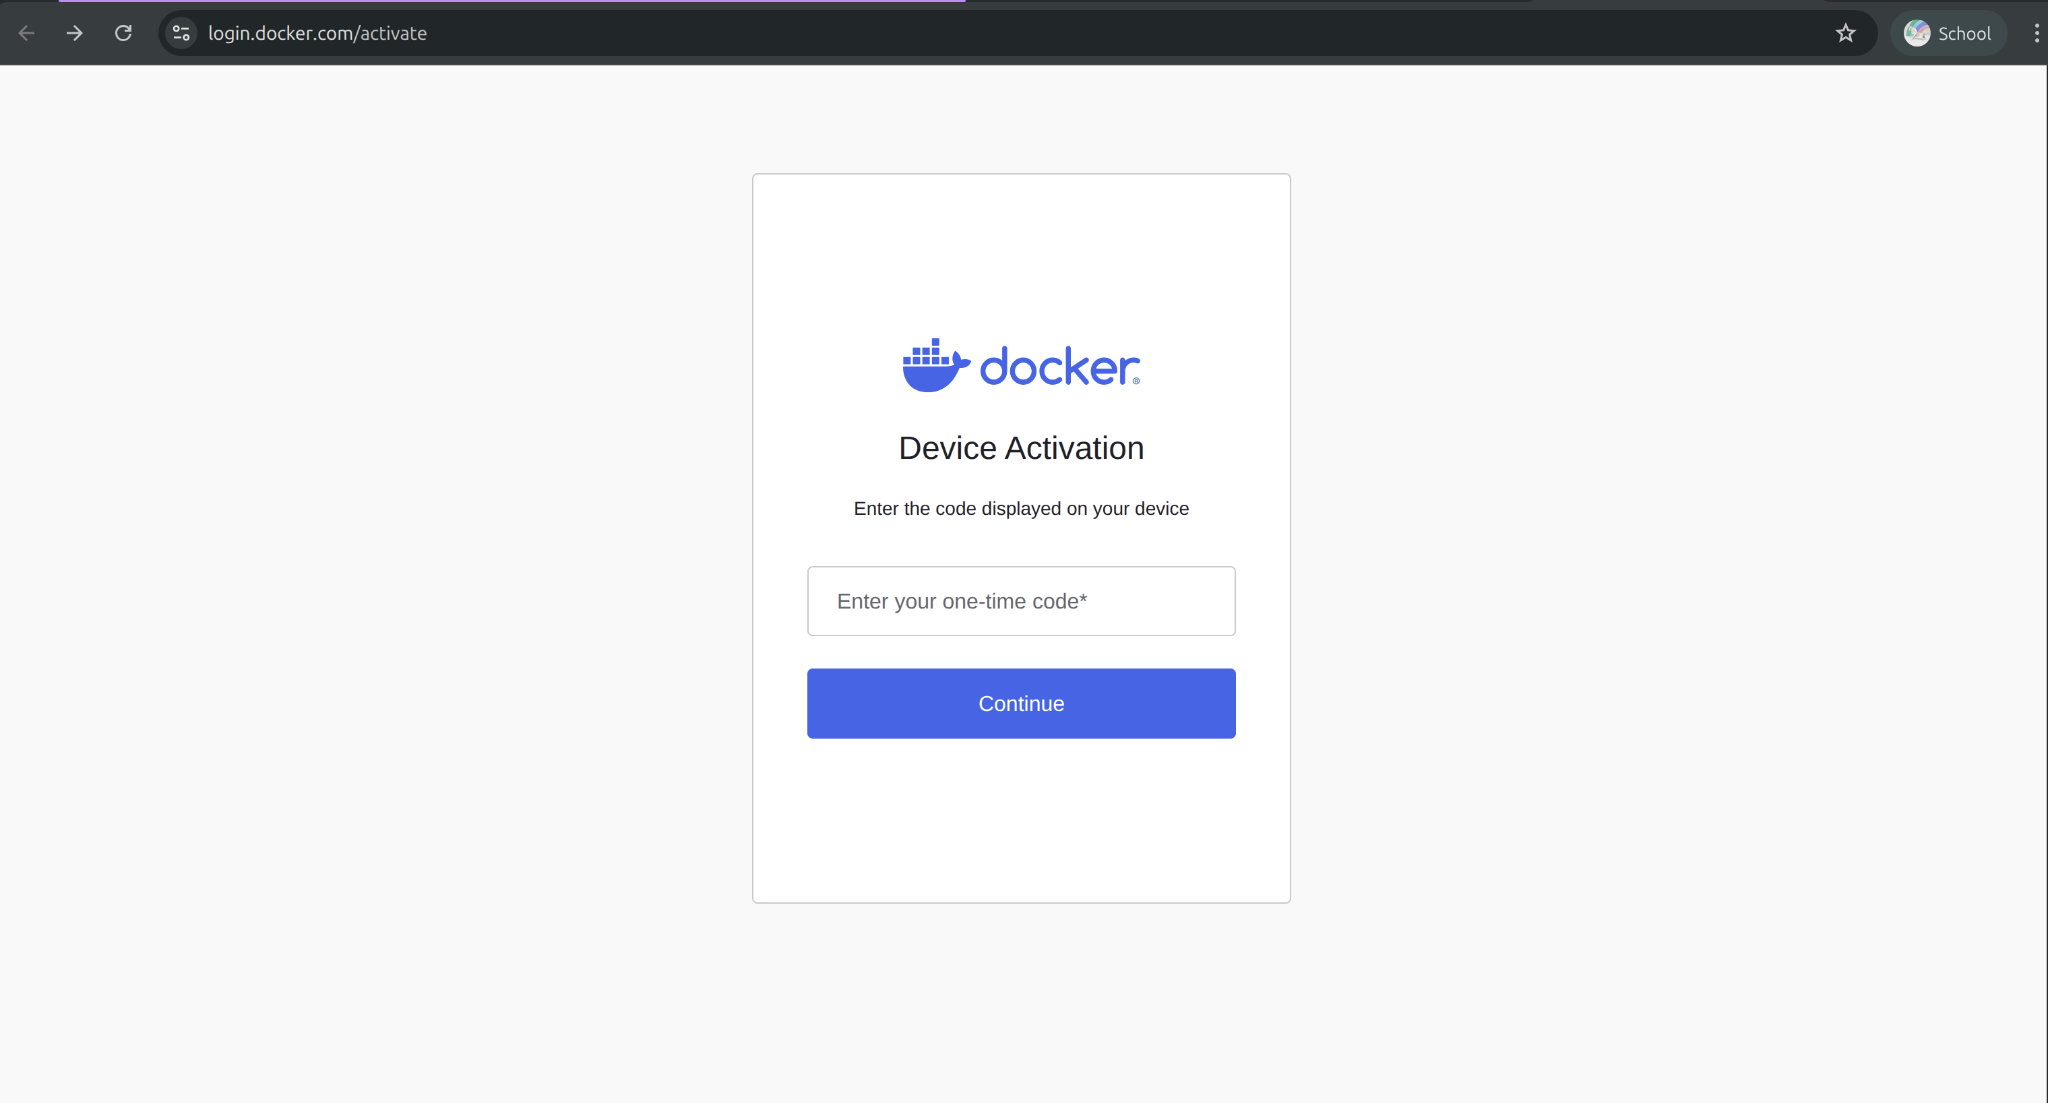 login.docker.com/activate
School
docker
Device Activation
Enter the code displayed on your device
Enter your one-time code*
Continue